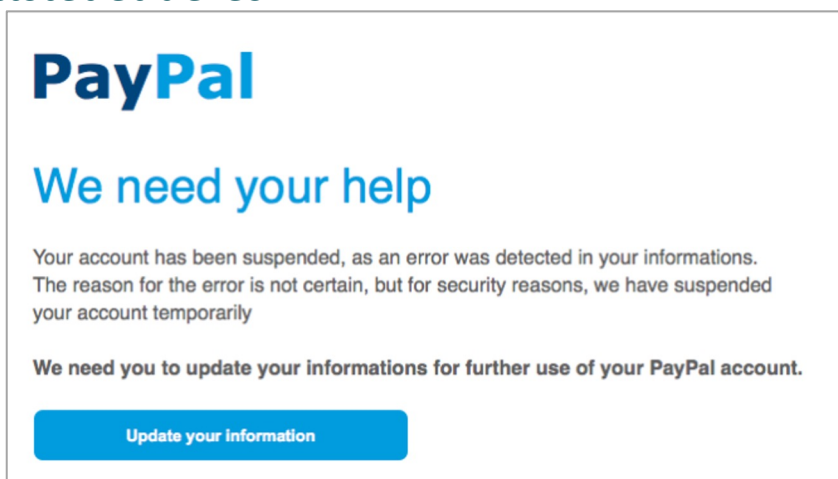 PayPal
We need your help
Your account has been suspended, as an error was detected in your informations.
The reason for the error is not certain, but for security reasons, we have suspended
your account temporarily
We need you to update your informations for further use of your PayPal account.
Update your information